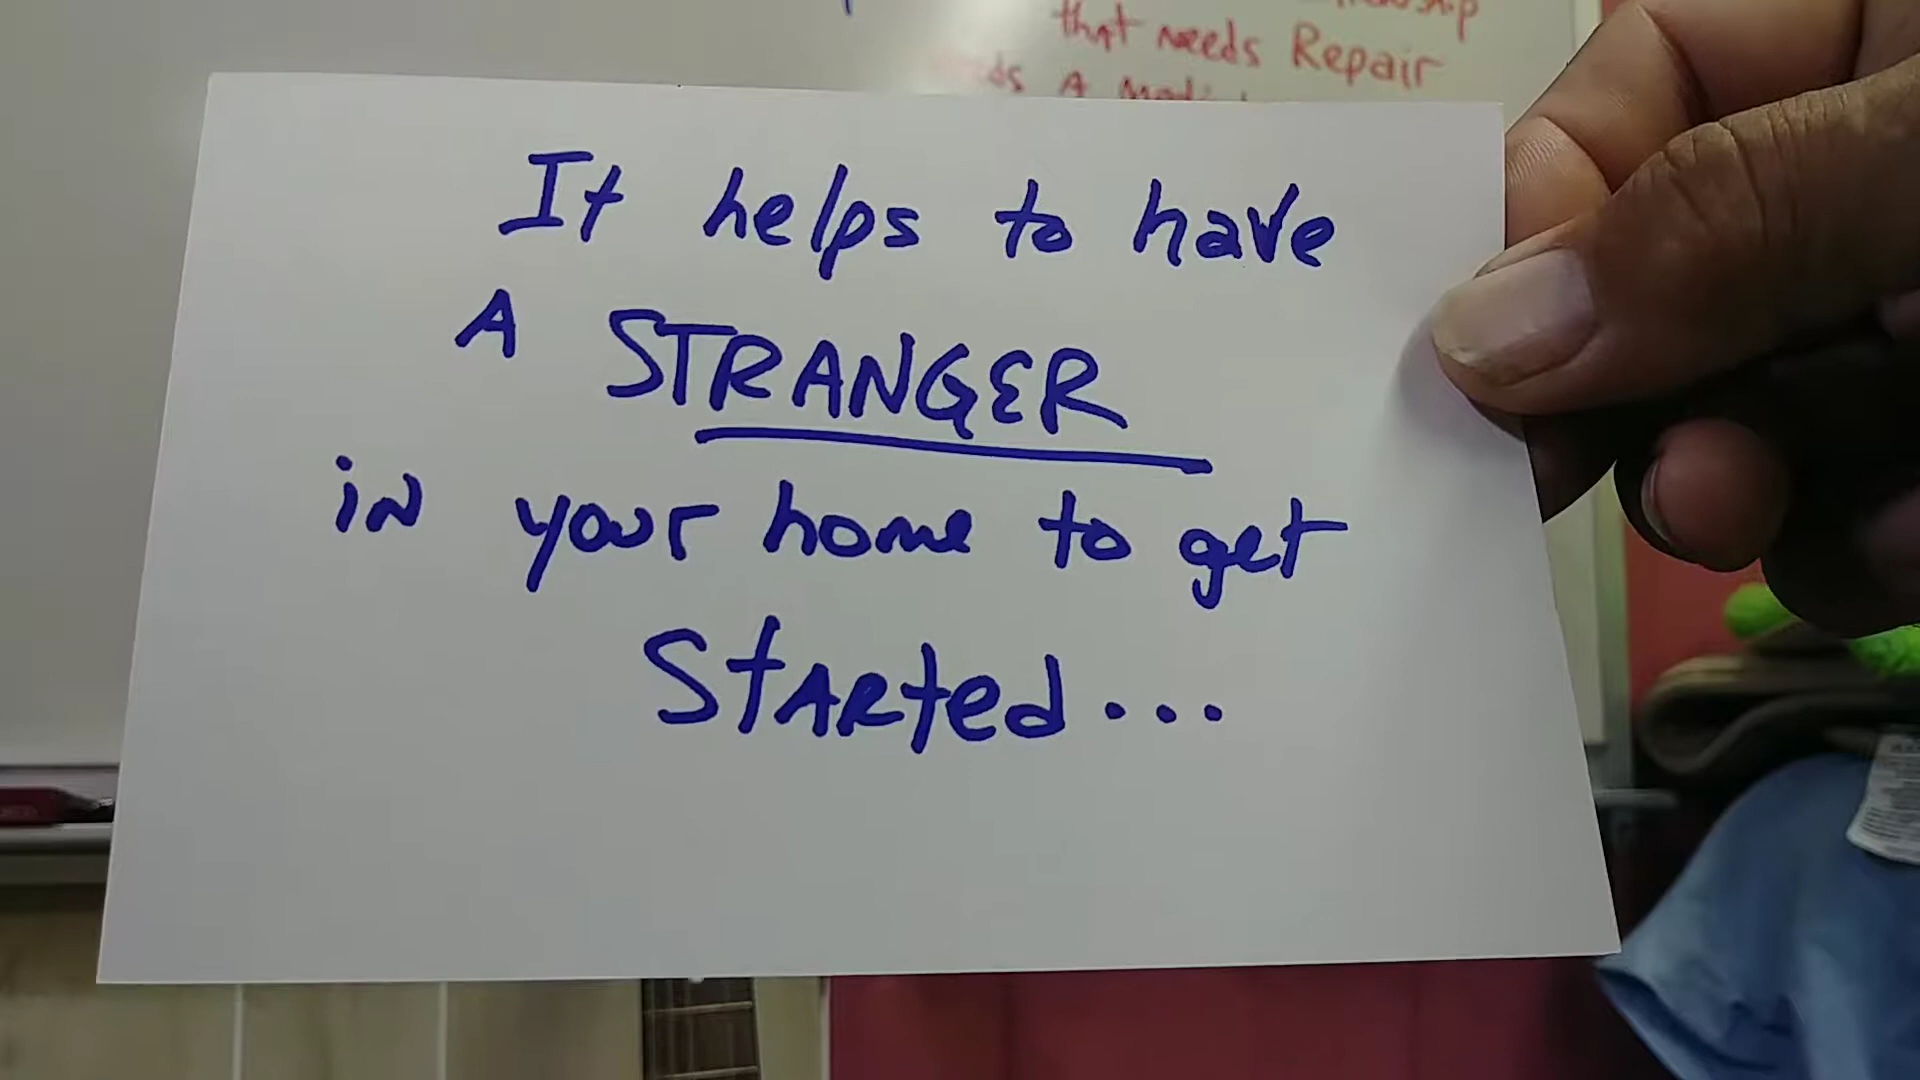 that needs Repair
A
It helps to have
A STRANGER
in your home to get
Started...